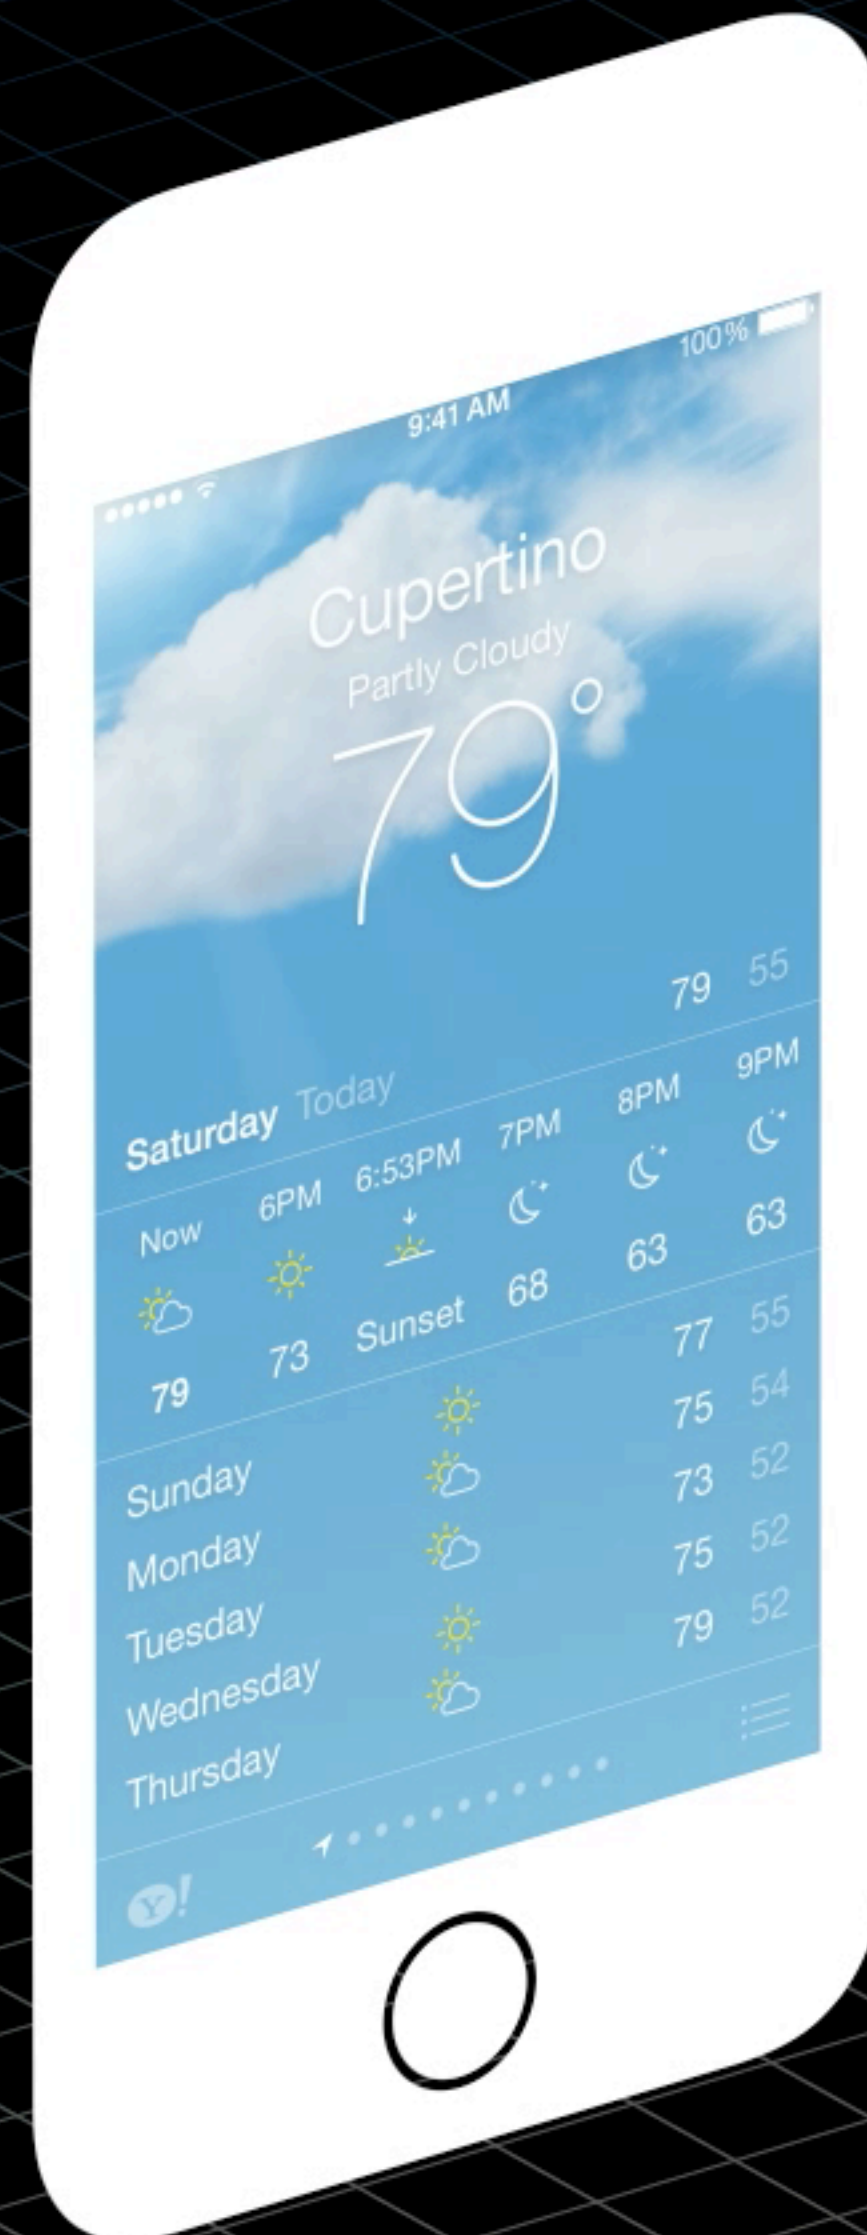 9:41 AM 100%
Cupertino
Partly Cloudy
79°
Saturday Today 79 55
Now 6PM 6:53PM 7PM 8PM 9PM
79 73 Sunset 68 63 63
Sunday 77 55
Monday 75 54
Tuesday 73 52
Wednesday 75 52
Thursday 79 52
Y!